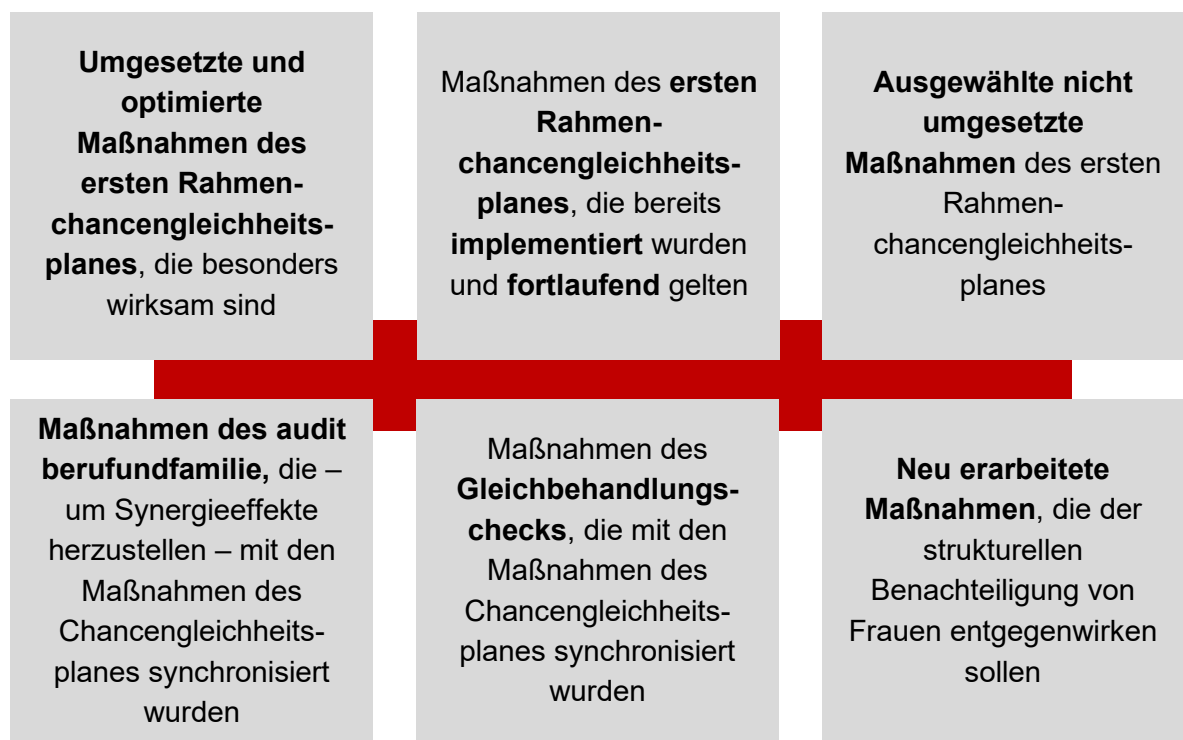 Umgesetzte und
optimierte
Maßnahmen des
ersten Rahmen-
chancengleichheits-
planes, die besonders
wirksam sind
Maßnahmen des ersten
Rahmen-
chancengleichheits-
planes, die bereits
implementiert wurden
und fortlaufend gelten
Ausgewählte nicht
umgesetzte
Maßnahmen des ersten
Rahmen-
chancengleichheits-
planes
Maßnahmen des audit
berufundfamilie, die –
um Synergieeffekte
herzustellen – mit den
Maßnahmen des
Chancengleichheits-
planes synchronisiert
wurden
Maßnahmen des
Gleichbehandlungs-
checks, die mit den
Maßnahmen des
Chancengleichheits-
planes synchronisiert
wurden
Neu erarbeitete
Maßnahmen, die der
strukturellen
Benachteiligung von
Frauen entgegenwirken
sollen